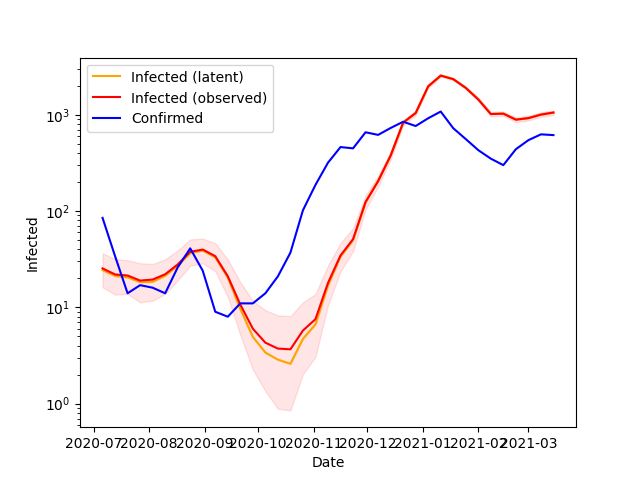 Infected (latent)
Infected (observed)
Confirmed
10³
10²
10¹
10⁰
Infected
2020-07 2020-08 2020-09 2020-10 2020-11 2020-12 2021-01 2021-02 2021-03
Date